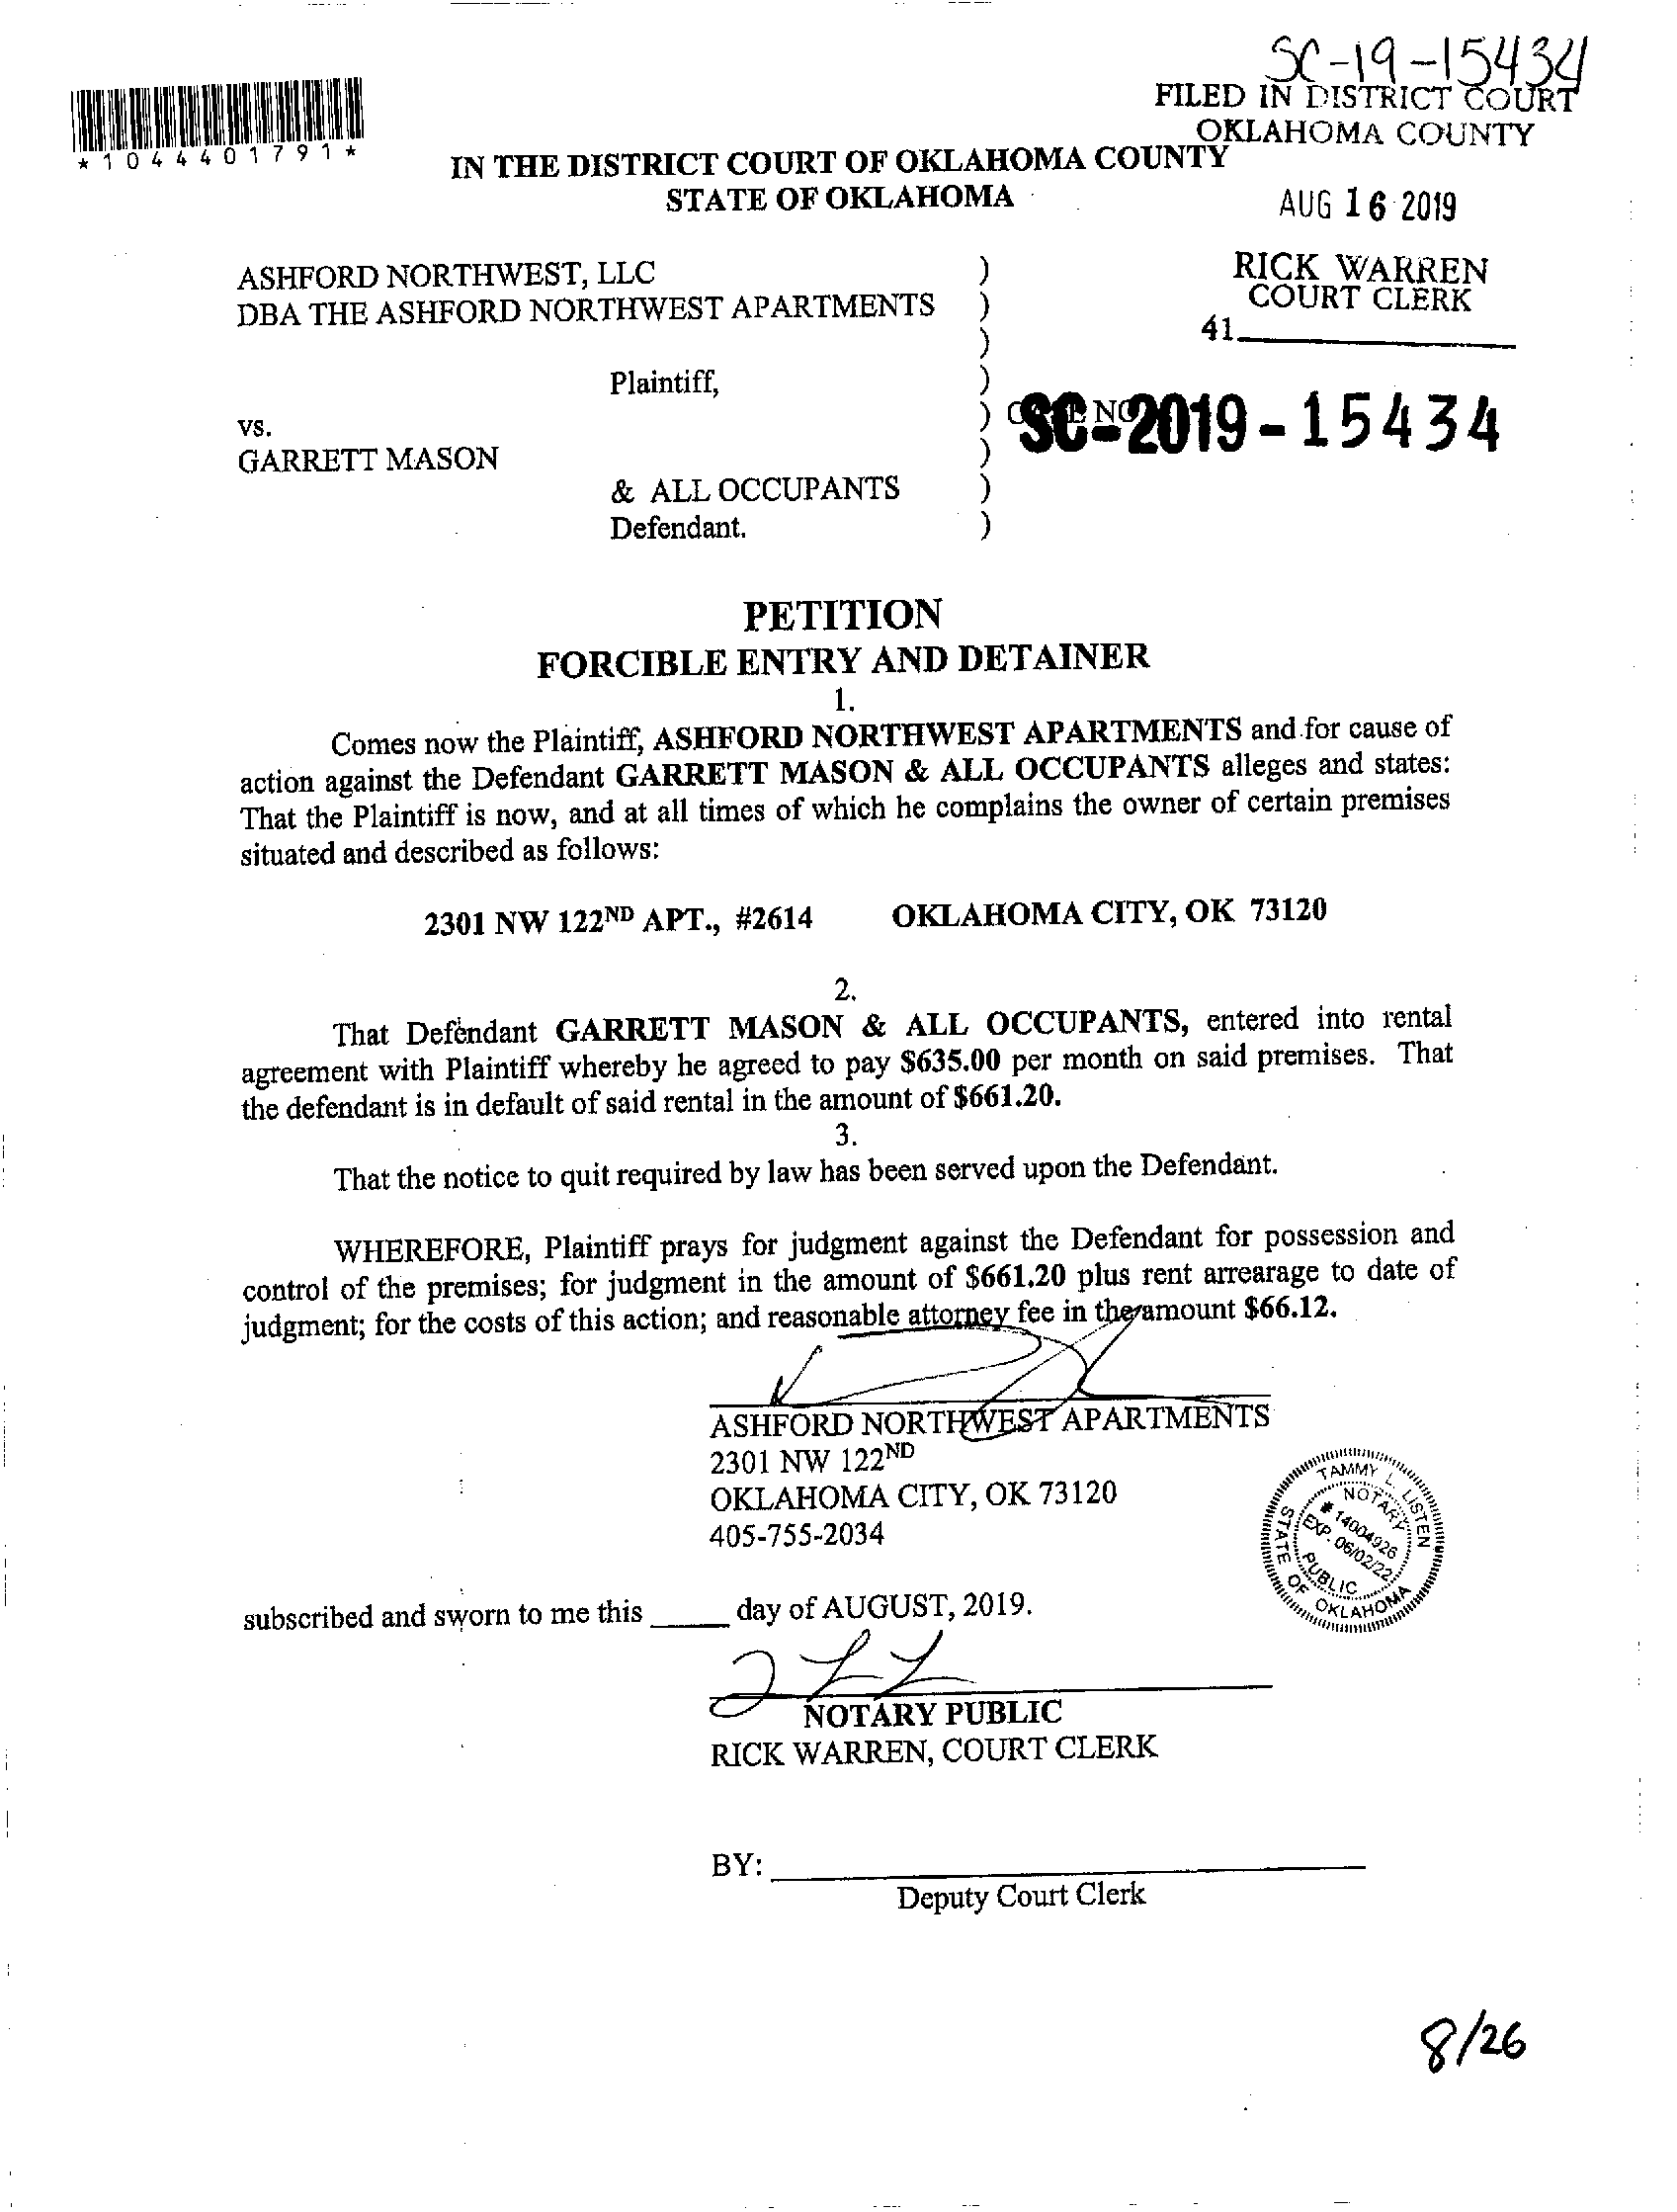 SC-19-15434
FILED IN DISTRICT COURT
OKLAHOMA COUNTY
*1044401791*
IN THE DISTRICT COURT OF OKLAHOMA COUNTY
STATE OF OKLAHOMA
AUG 16 2019
RICK WARREN
COURT CLERK
41
ASHFORD NORTHWEST, LLC )
DBA THE ASHFORD NORTHWEST APARTMENTS )
)
Plaintiff, )
vs. ) SC-2019-15434
GARRETT MASON )
& ALL OCCUPANTS )
Defendant. )
PETITION
FORCIBLE ENTRY AND DETAINER
1.
Comes now the Plaintiff, ASHFORD NORTHWEST APARTMENTS and for cause of
action against the Defendant GARRETT MASON & ALL OCCUPANTS alleges and states:
That the Plaintiff is now, and at all times of which he complains the owner of certain premises
situated and described as follows:
2301 NW 122ND APT., #2614 OKLAHOMA CITY, OK 73120
2.
That Defendant GARRETT MASON & ALL OCCUPANTS, entered into rental
agreement with Plaintiff whereby he agreed to pay $635.00 per month on said premises. That
the defendant is in default of said rental in the amount of $661.20.
3.
That the notice to quit required by law has been served upon the Defendant.
WHEREFORE, Plaintiff prays for judgment against the Defendant for possession and
control of the premises; for judgment in the amount of $661.20 plus rent arrearage to date of
judgment; for the costs of this action; and reasonable attorney fee in the amount $66.12.
ASHFORD NORTHWEST APARTMENTS
2301 NW 122ND
OKLAHOMA CITY, OK 73120
405-755-2034
TAMMY L. LISTEN
NOTARY
# 14004926
EXP. 06/02/22
PUBLIC
STATE OF OKLAHOMA
subscribed and sworn to me this _____ day of AUGUST, 2019.
NOTARY PUBLIC
RICK WARREN, COURT CLERK
BY:
Deputy Court Clerk
8/26